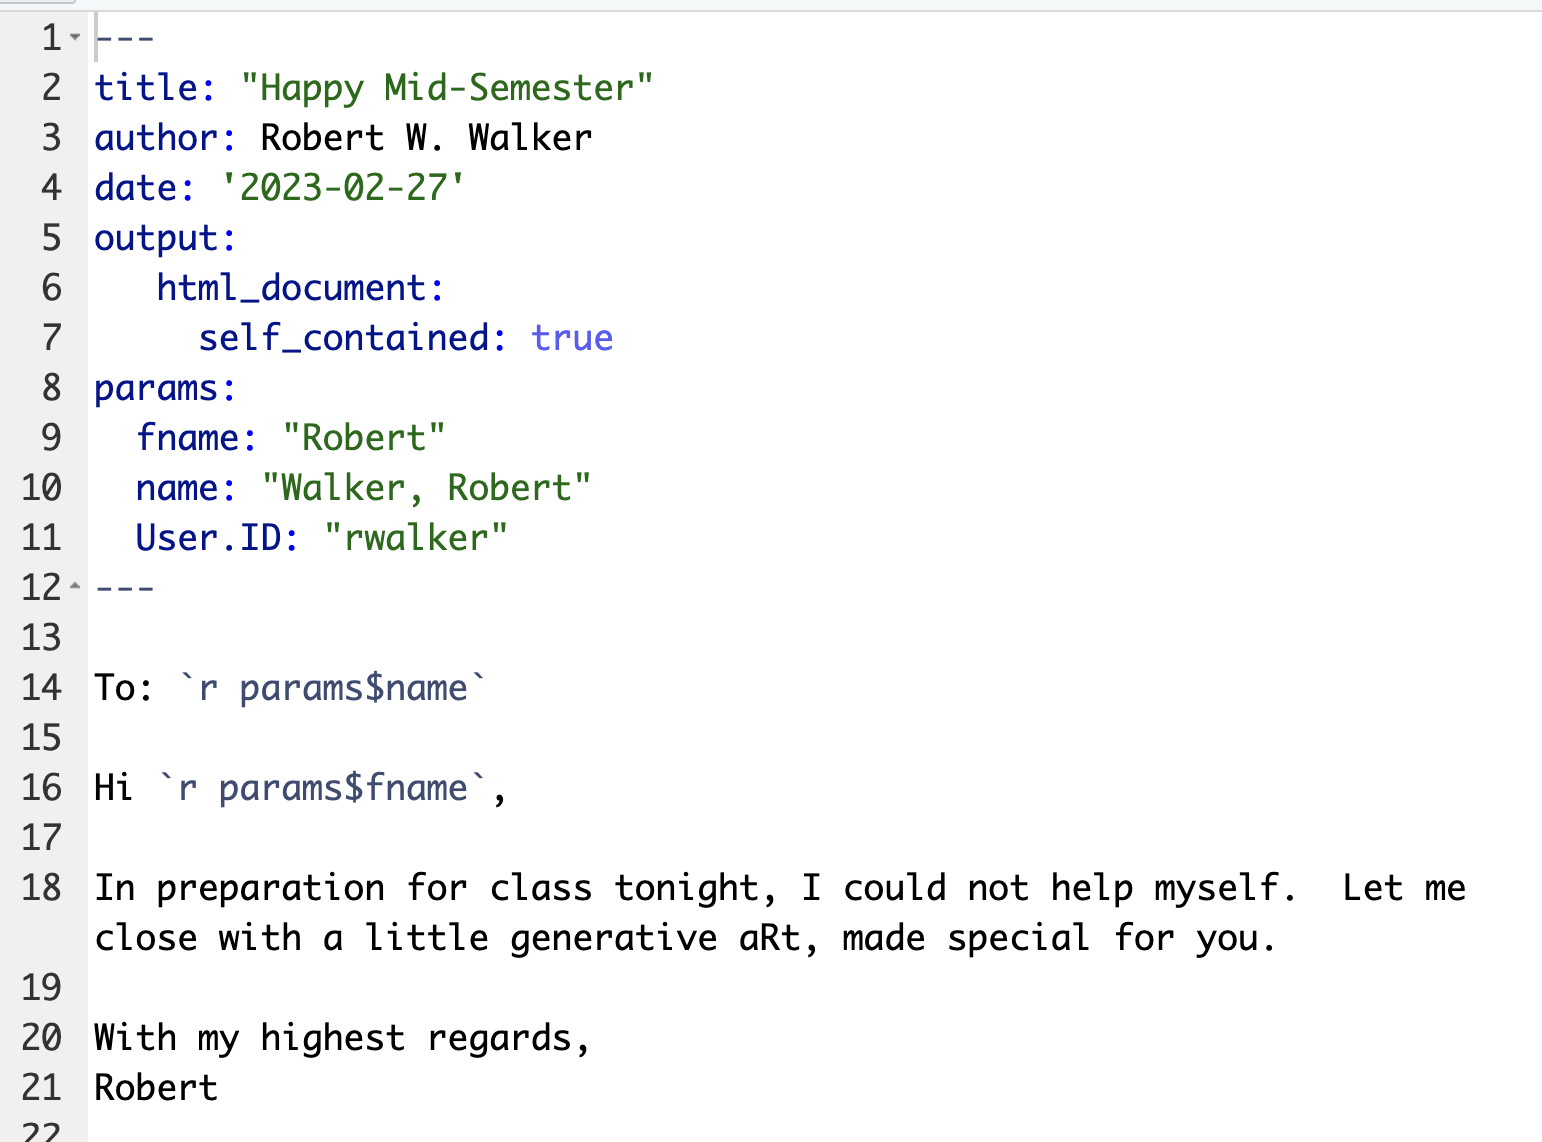 1 ---
2 title: "Happy Mid-Semester"
3 author: Robert W. Walker
4 date: '2023-02-27'
5 output:
6    html_document:
7      self_contained: true
8 params:
9   fname: "Robert"
10   name: "Walker, Robert"
11   User.ID: "rwalker"
12 ---
13
14 To: `r params$name`
15
16 Hi `r params$fname`,
17
18 In preparation for class tonight, I could not help myself.  Let me
close with a little generative aRt, made special for you.
19
20 With my highest regards,
21 Robert
22